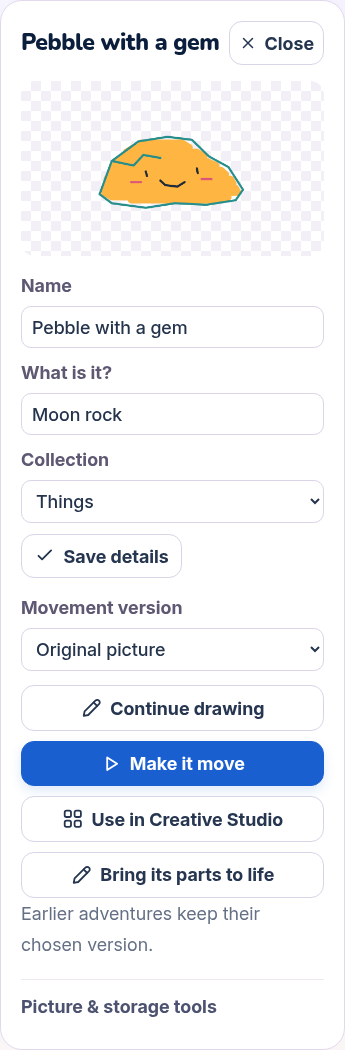 Pebble with a gem
Close
Name
Pebble with a gem
What is it?
Moon rock
Collection
Things
Save details
Movement version
Original picture
Continue drawing
Make it move
Use in Creative Studio
Bring its parts to life
Earlier adventures keep their
chosen version.
Picture & storage tools